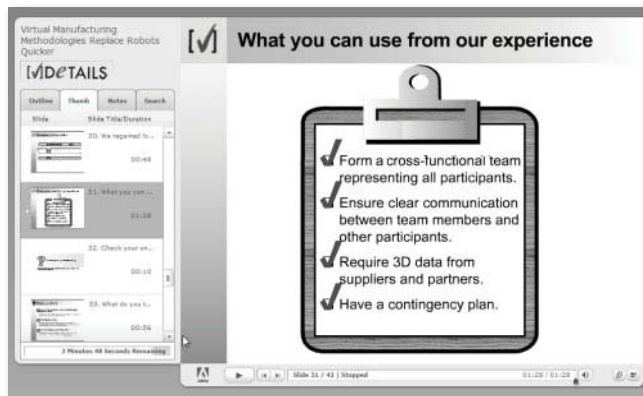 Virtual Manufacturing
Methodologies Replace Robots
Quicker
[√]DeTAILS
Outline Thumb Notes Search
Slide Slide Title/Duration
30. We regained to...
00:48
31. What you can ...
01:28
32. Check your un...
00:10
33. What do you t...
00:36
3 Minutes 40 Seconds Remaining
[√] What you can use from our experience
Form a cross-functional team
representing all participants.
Ensure clear communication
between team members and
other participants.
Require 3D data from
suppliers and partners.
Have a contingency plan.
Slide 31 / 43 | Stopped
01:28 / 01:28